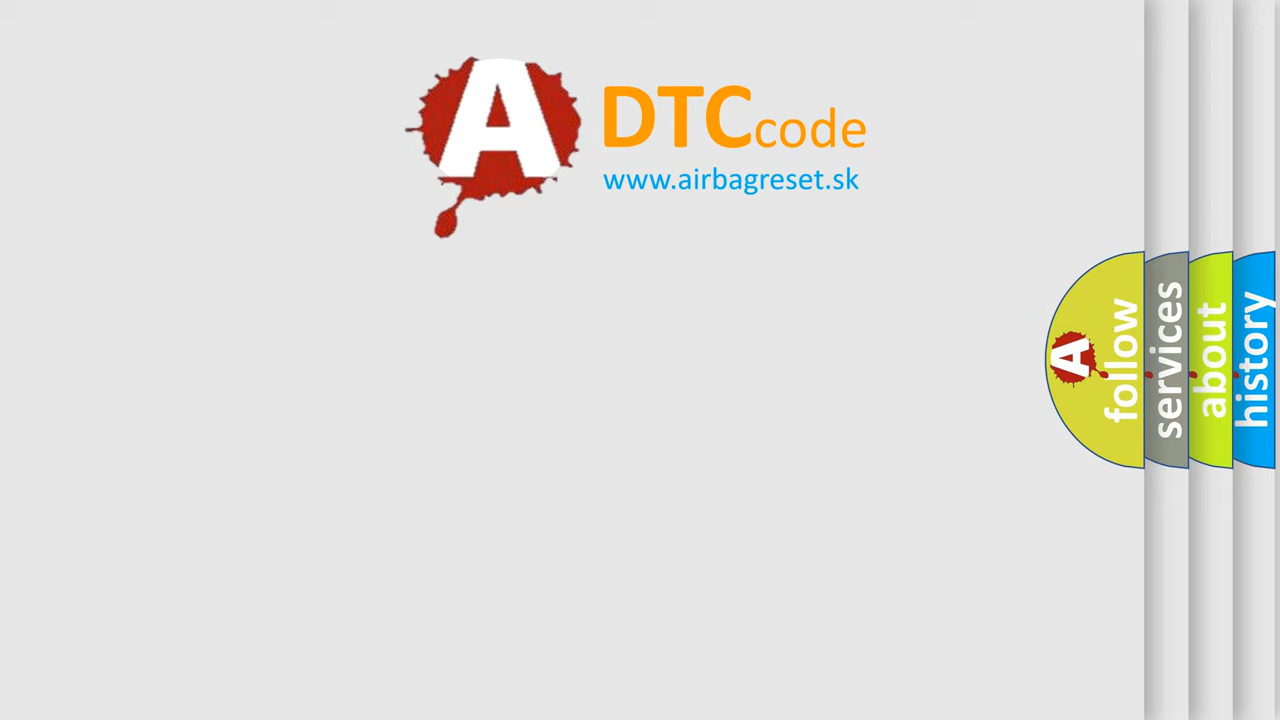 A
DTCcode
www.airbagreset.sk
A
follow
services
about
history